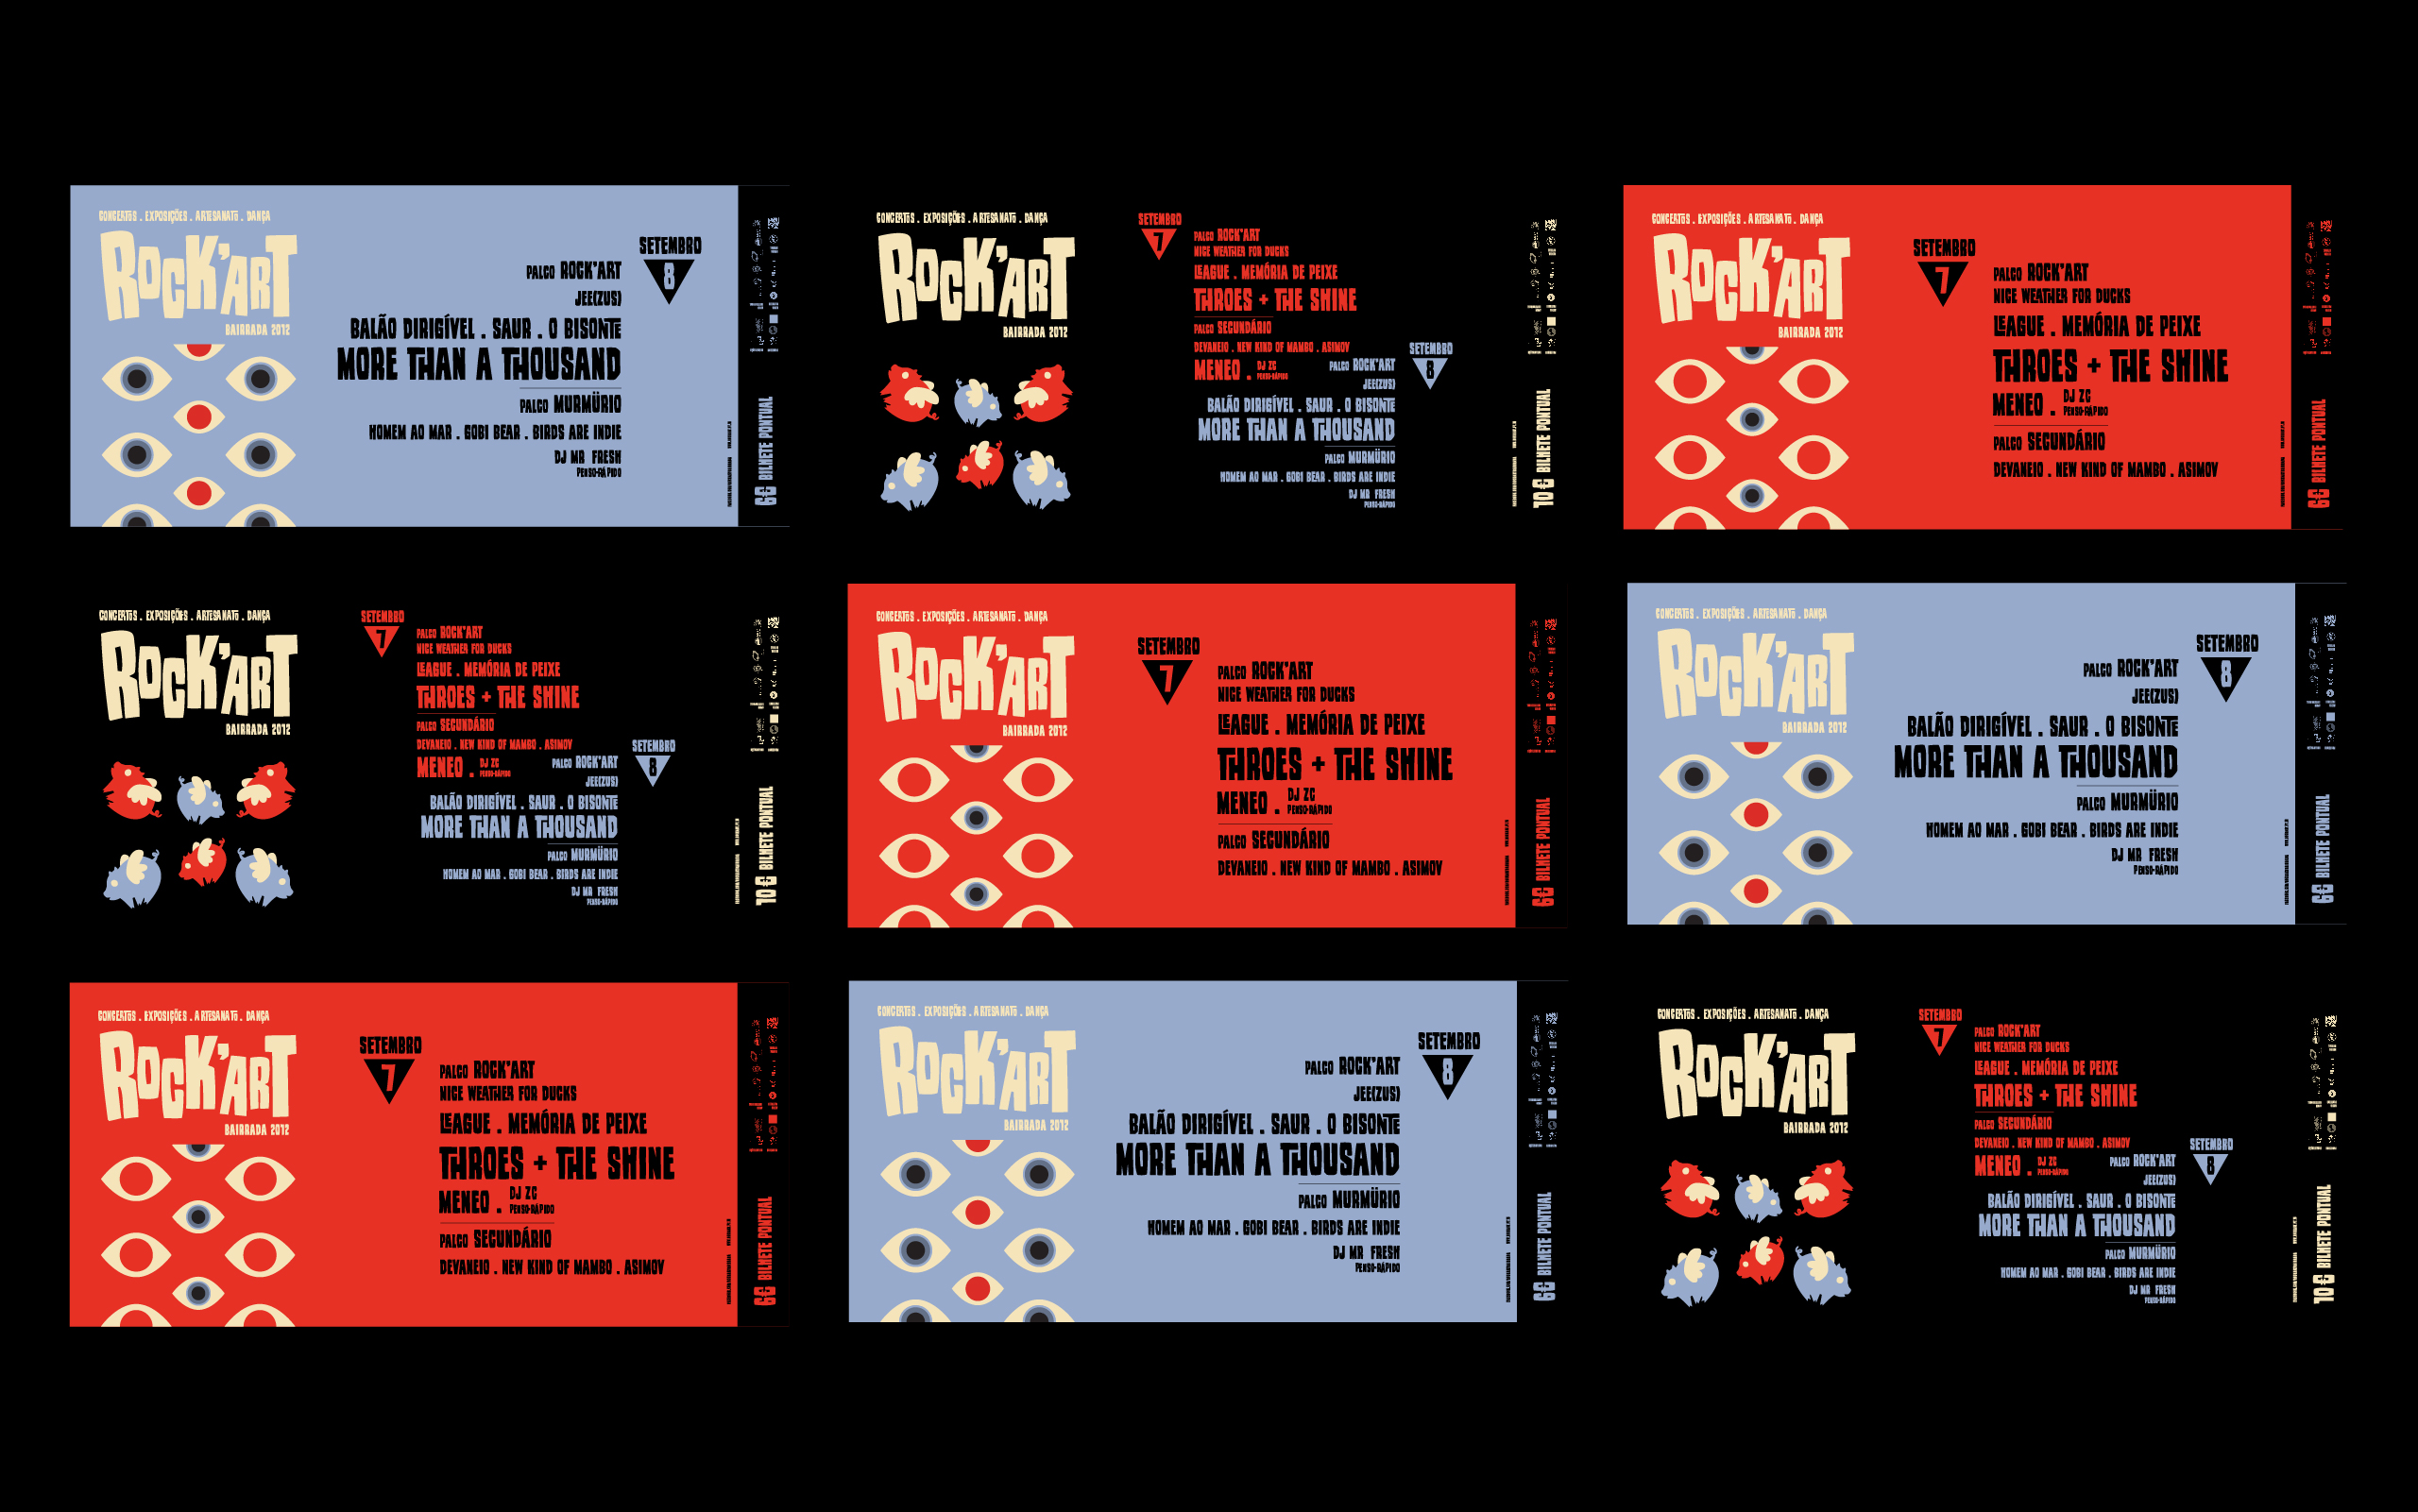 CONCERTOS . EXPOSIÇÕES . ARTESANATO . DANÇA
ROCK'ART
BAIRRADA 2012
SETEMBRO
8
PALCO ROCK'ART
JEE(ZUS)
BALÃO DIRIGÍVEL . SAUR . O BISONTE
MORE THAN A THOUSAND
PALCO MURMÜRIO
HOMEM AO MAR . GOBI BEAR . BIRDS ARE INDIE
DJ MR FRESH
PENSO-RÁPIDO
6€ BILHETE PONTUAL
CONCERTOS . EXPOSIÇÕES . ARTESANATO . DANÇA
ROCK'ART
BAIRRADA 2012
SETEMBRO
7
PALCO ROCK'ART
NICE WEATHER FOR DUCKS
LEAGUE . MEMÓRIA DE PEIXE
THROES + THE SHINE
PALCO SECUNDÁRIO
DEVANEIO . NEW KIND OF MAMBO . ASIMOV
MENEO . DJ ZC
PENSO-RÁPIDO
SETEMBRO
8
PALCO ROCK'ART
JEE(ZUS)
BALÃO DIRIGÍVEL . SAUR . O BISONTE
MORE THAN A THOUSAND
PALCO MURMÜRIO
HOMEM AO MAR . GOBI BEAR . BIRDS ARE INDIE
DJ MR FRESH
PENSO-RÁPIDO
10€ BILHETE PONTUAL
CONCERTOS . EXPOSIÇÕES . ARTESANATO . DANÇA
ROCK'ART
BAIRRADA 2012
SETEMBRO
7
PALCO ROCK'ART
NICE WEATHER FOR DUCKS
LEAGUE . MEMÓRIA DE PEIXE
THROES + THE SHINE
MENEO . DJ ZC
PENSO-RÁPIDO
PALCO SECUNDÁRIO
DEVANEIO . NEW KIND OF MAMBO . ASIMOV
6€ BILHETE PONTUAL
CONCERTOS . EXPOSIÇÕES . ARTESANATO . DANÇA
ROCK'ART
BAIRRADA 2012
SETEMBRO
7
PALCO ROCK'ART
NICE WEATHER FOR DUCKS
LEAGUE . MEMÓRIA DE PEIXE
THROES + THE SHINE
PALCO SECUNDÁRIO
DEVANEIO . NEW KIND OF MAMBO . ASIMOV
MENEO . DJ ZC
PENSO-RÁPIDO
SETEMBRO
8
PALCO ROCK'ART
JEE(ZUS)
BALÃO DIRIGÍVEL . SAUR . O BISONTE
MORE THAN A THOUSAND
PALCO MURMÜRIO
HOMEM AO MAR . GOBI BEAR . BIRDS ARE INDIE
DJ MR FRESH
PENSO-RÁPIDO
10€ BILHETE PONTUAL
CONCERTOS . EXPOSIÇÕES . ARTESANATO . DANÇA
ROCK'ART
BAIRRADA 2012
SETEMBRO
7
PALCO ROCK'ART
NICE WEATHER FOR DUCKS
LEAGUE . MEMÓRIA DE PEIXE
THROES + THE SHINE
MENEO . DJ ZC
PENSO-RÁPIDO
PALCO SECUNDÁRIO
DEVANEIO . NEW KIND OF MAMBO . ASIMOV
6€ BILHETE PONTUAL
CONCERTOS . EXPOSIÇÕES . ARTESANATO . DANÇA
ROCK'ART
BAIRRADA 2012
SETEMBRO
8
PALCO ROCK'ART
JEE(ZUS)
BALÃO DIRIGÍVEL . SAUR . O BISONTE
MORE THAN A THOUSAND
PALCO MURMÜRIO
HOMEM AO MAR . GOBI BEAR . BIRDS ARE INDIE
DJ MR FRESH
PENSO-RÁPIDO
6€ BILHETE PONTUAL
CONCERTOS . EXPOSIÇÕES . ARTESANATO . DANÇA
ROCK'ART
BAIRRADA 2012
SETEMBRO
7
PALCO ROCK'ART
NICE WEATHER FOR DUCKS
LEAGUE . MEMÓRIA DE PEIXE
THROES + THE SHINE
MENEO . DJ ZC
PENSO-RÁPIDO
PALCO SECUNDÁRIO
DEVANEIO . NEW KIND OF MAMBO . ASIMOV
6€ BILHETE PONTUAL
CONCERTOS . EXPOSIÇÕES . ARTESANATO . DANÇA
ROCK'ART
BAIRRADA 2012
SETEMBRO
8
PALCO ROCK'ART
JEE(ZUS)
BALÃO DIRIGÍVEL . SAUR . O BISONTE
MORE THAN A THOUSAND
PALCO MURMÜRIO
HOMEM AO MAR . GOBI BEAR . BIRDS ARE INDIE
DJ MR FRESH
PENSO-RÁPIDO
6€ BILHETE PONTUAL
CONCERTOS . EXPOSIÇÕES . ARTESANATO . DANÇA
ROCK'ART
BAIRRADA 2012
SETEMBRO
7
PALCO ROCK'ART
NICE WEATHER FOR DUCKS
LEAGUE . MEMÓRIA DE PEIXE
THROES + THE SHINE
PALCO SECUNDÁRIO
DEVANEIO . NEW KIND OF MAMBO . ASIMOV
MENEO . DJ ZC
PENSO-RÁPIDO
SETEMBRO
8
PALCO ROCK'ART
JEE(ZUS)
BALÃO DIRIGÍVEL . SAUR . O BISONTE
MORE THAN A THOUSAND
PALCO MURMÜRIO
HOMEM AO MAR . GOBI BEAR . BIRDS ARE INDIE
DJ MR FRESH
PENSO-RÁPIDO
10€ BILHETE PONTUAL